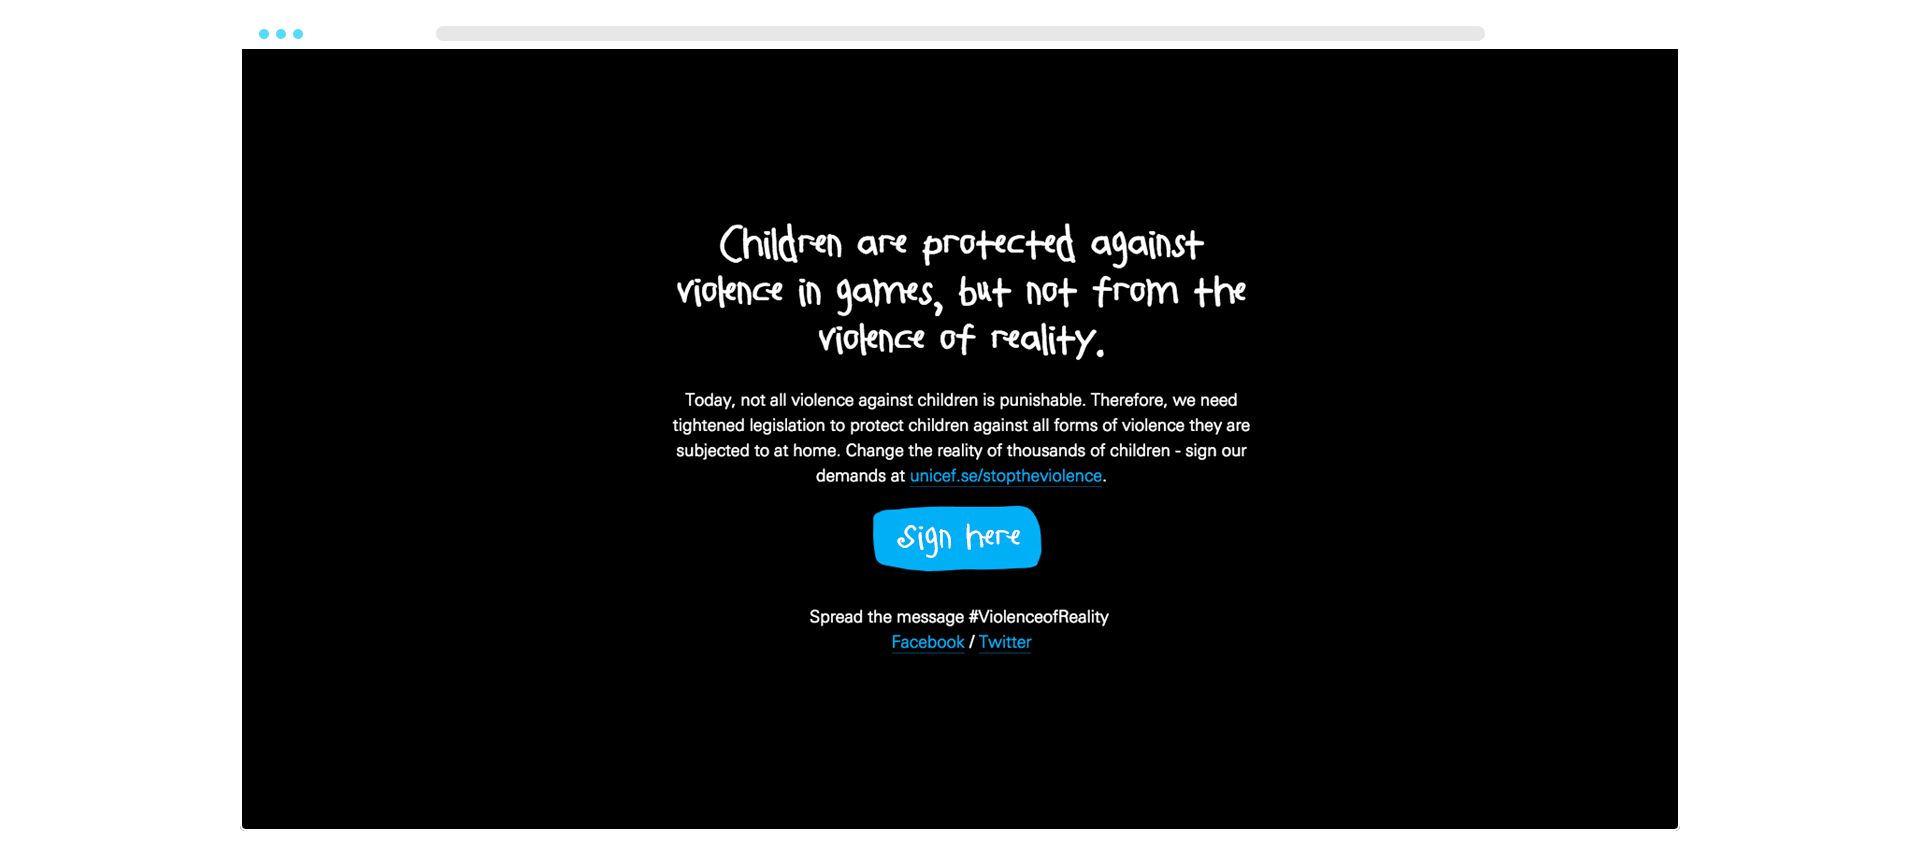 Children are protected against
violence in games, but not from the
violence of reality.
Today, not all violence against children is punishable. Therefore, we need
tightened legislation to protect children against all forms of violence they are
subjected to at home. Change the reality of thousands of children - sign our
demands at unicef.se/stoptheviolence.
Sign here
Spread the message #ViolenceofReality
Facebook / Twitter